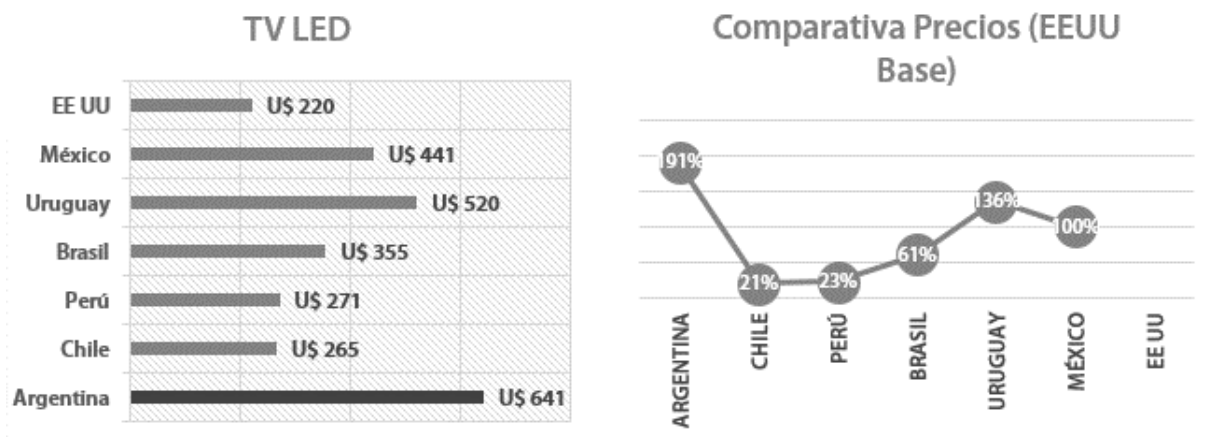 TV LED
EE UU U$ 220
México U$ 441
Uruguay U$ 520
Brasil U$ 355
Perú U$ 271
Chile U$ 265
Argentina U$ 641
Comparativa Precios (EEUU
Base)
191%
21%
23%
61%
136%
100%
ARGENTINA
CHILE
PERÚ
BRASIL
URUGUAY
MÉXICO
EE UU